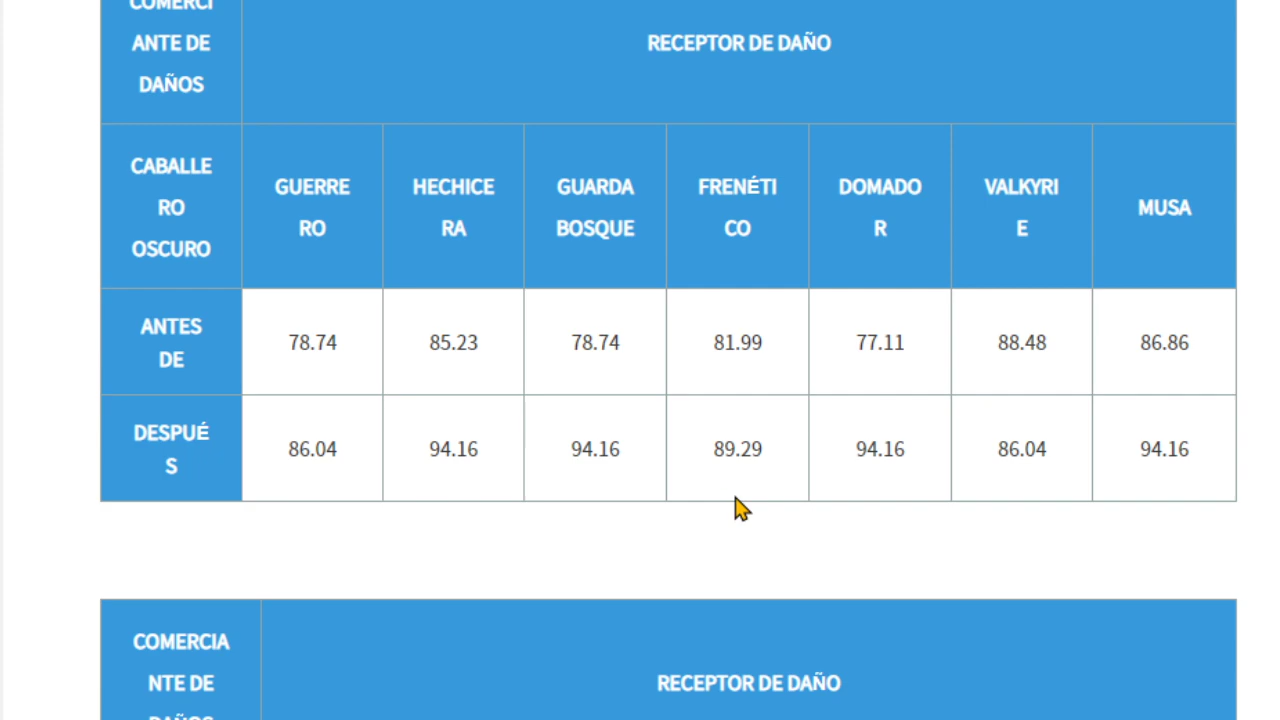 COMERCI
ANTE DE
DAÑOS
RECEPTOR DE DAÑO
CABALLE
RO
OSCURO
GUERRE
RO
HECHICE
RA
GUARDA
BOSQUE
FRENÉTI
CO
DOMADO
R
VALKYRI
E
MUSA
ANTES
DE
78.74
85.23
78.74
81.99
77.11
88.48
86.86
DESPUÉ
S
86.04
94.16
94.16
89.29
94.16
86.04
94.16
COMERCIA
NTE DE
DAÑOS
RECEPTOR DE DAÑO